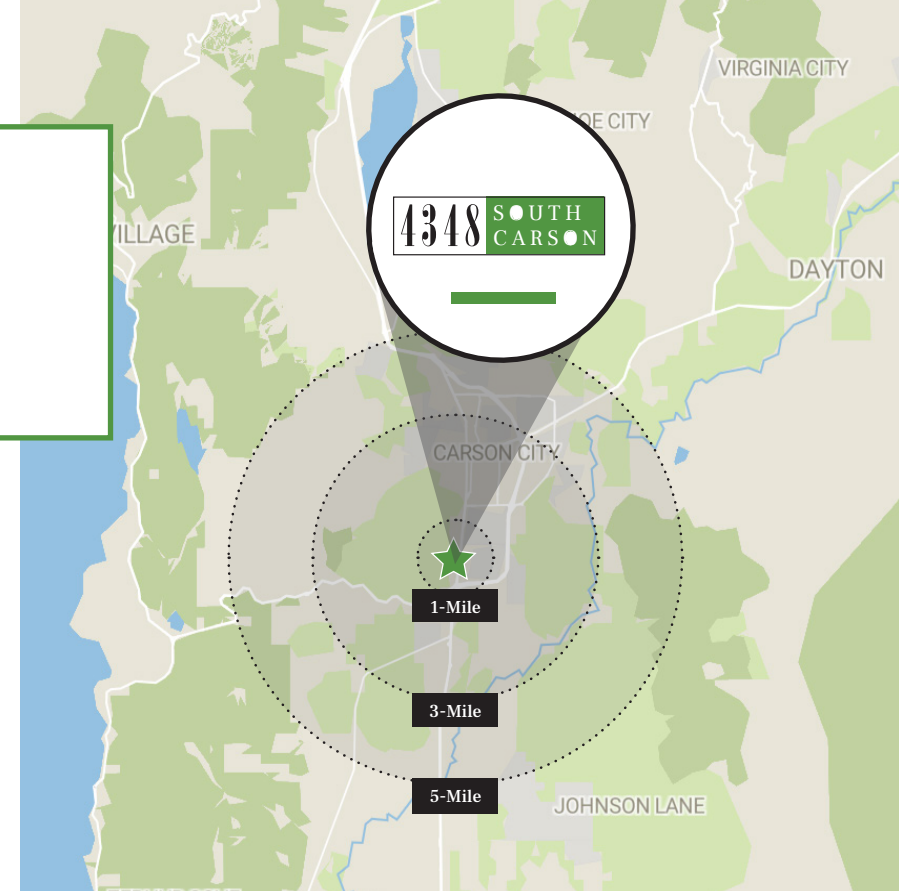 VIRGINIA CITY
OE CITY
VILLAGE
4348 SOUTH
CARSON
DAYTON
CARSON CITY
1-Mile
3-Mile
5-Mile
JOHNSON LANE